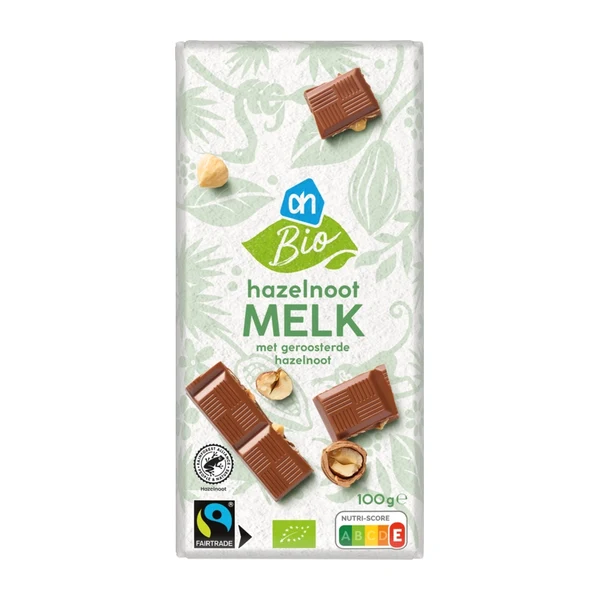 ah
Bio
hazelnoot
MELK
met geroosterde
hazelnoot
Hazelnoot
100g℮
FAIRTRADE
®
NUTRI-SCORE
A B C D E